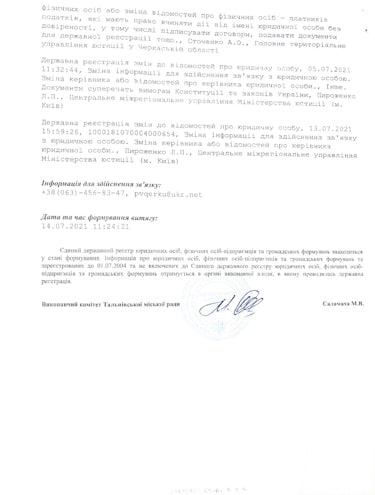 фізичних осіб або зміна відомостей про фізичних осіб – платників
податків, які мають право вчиняти дії від імені юридичної особи без
довіреності, у тому числі підписувати договори, подавати документи
для державної реєстрації тощо., Сточенко А.О., Головне територіальне
управління юстиції у Черкаській області
Державна реєстрація змін до відомостей про юридичну особу, 05.07.2021
11:32:44, Зміна інформації для здійснення зв'язку з юридичною особою.
Зміна керівника або відомостей про керівника юридичної особи., Інше.
Документи суперечать вимогам Конституції та законів України, Пироженко
Л.П., Центральне міжрегіональне управління Міністерства юстиції (м.
Київ)
Державна реєстрація змін до відомостей про юридичну особу, 13.07.2021
15:59:26, 1000181070004000654, Зміна інформації для здійснення зв'язку
з юридичною особою. Зміна керівника або відомостей про керівника
юридичної особи., Пироженко Л.П., Центральне міжрегіональне управління
Міністерства юстиції (м. Київ)
Інформація для здійснення зв'язку:
+38(063)-456-83-47, pvqerku@ukr.net
Дата та час формування витягу:
14.07.2021 11:24:21
Єдиний державний реєстр юридичних осіб, фізичних осіб-підприємців та громадських формувань знаходиться
у стані формування. Інформація про юридичних осіб, фізичних осіб-підприємців та громадських формувань та
зареєстрованих до 01.07.2004 та не включених до Єдиного державного реєстру юридичних осіб, фізичних осіб-
підприємців та громадських формувань отримується в органі виконавчої влади, в якому проводилась державна
реєстрація.
Виконавчий комітет Тальнівської міської ради
Саломаха М.В.